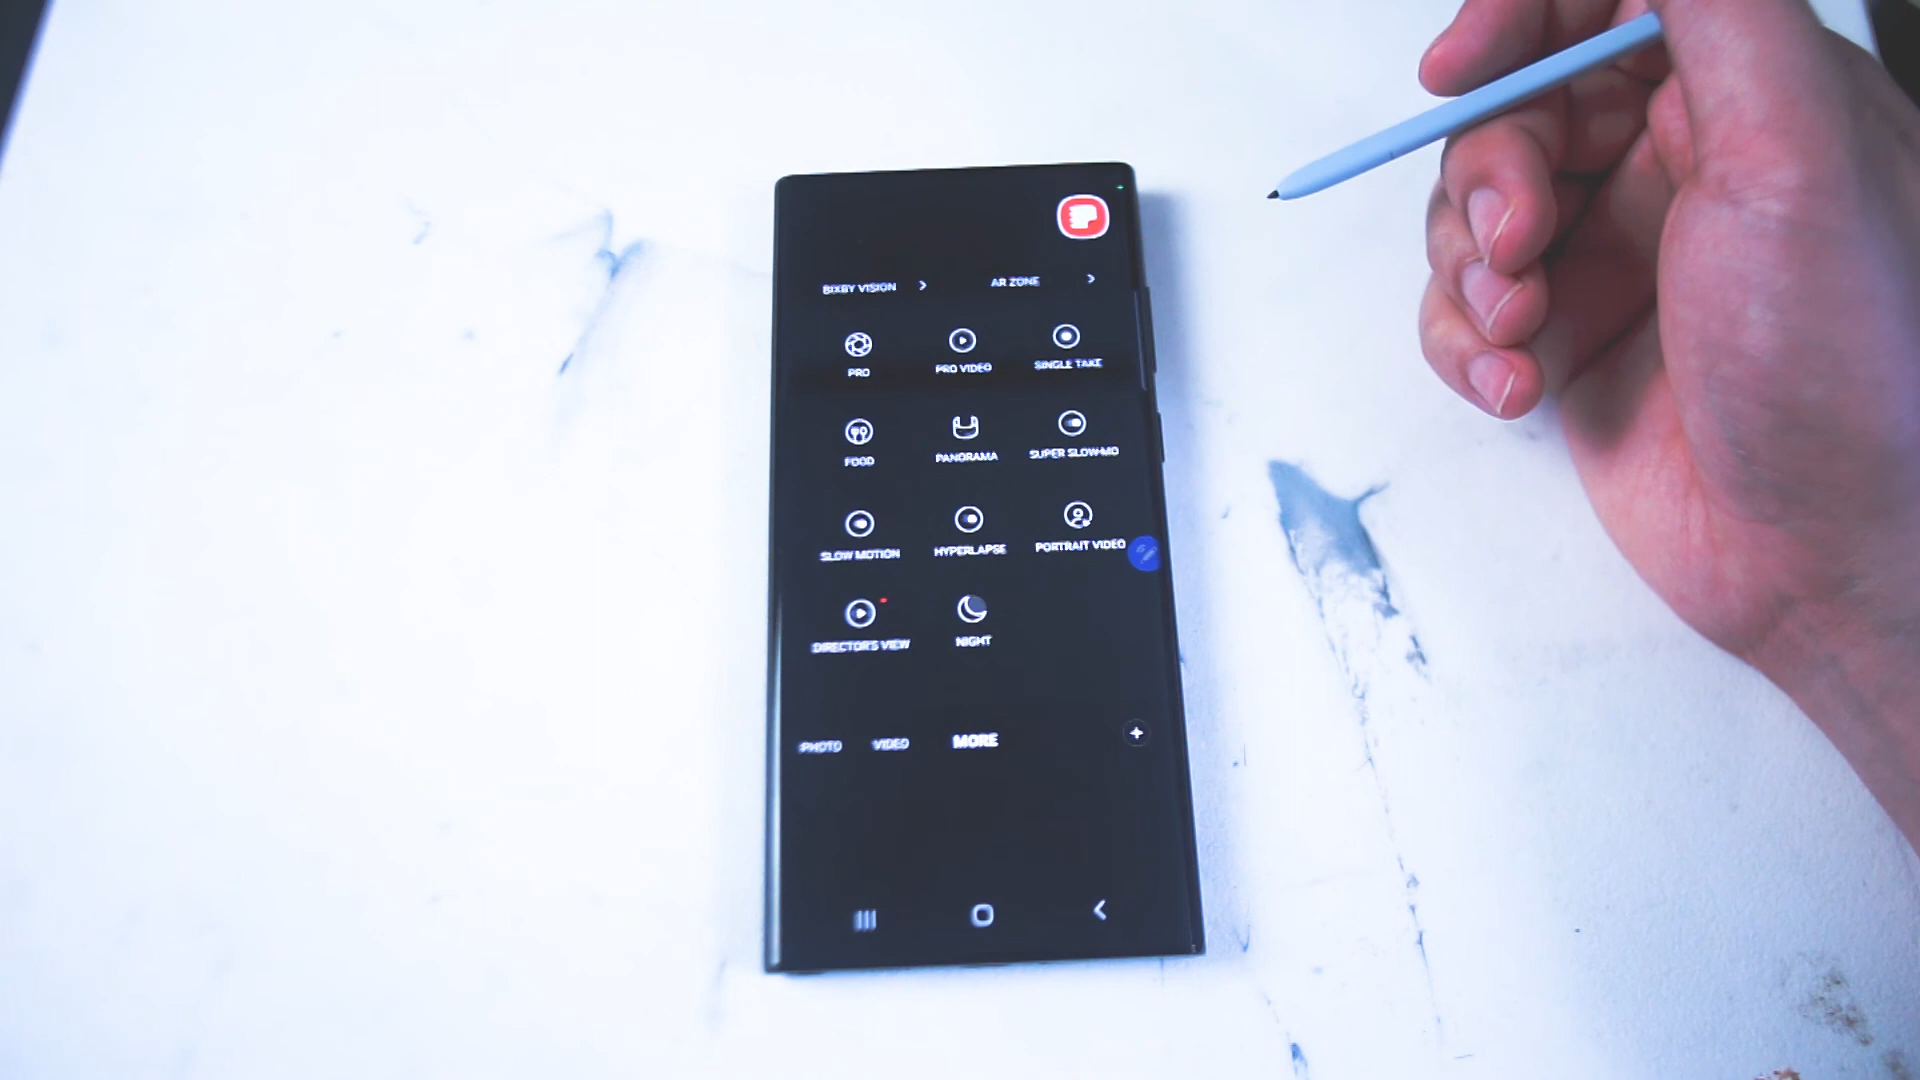 BIXBY VISION > AR ZONE >
PRO PRO VIDEO SINGLE TAKE
FOOD PANORAMA SUPER SLOW-MO
SLOW MOTION HYPERLAPSE PORTRAIT VIDEO
DIRECTOR'S VIEW NIGHT
PHOTO VIDEO MORE